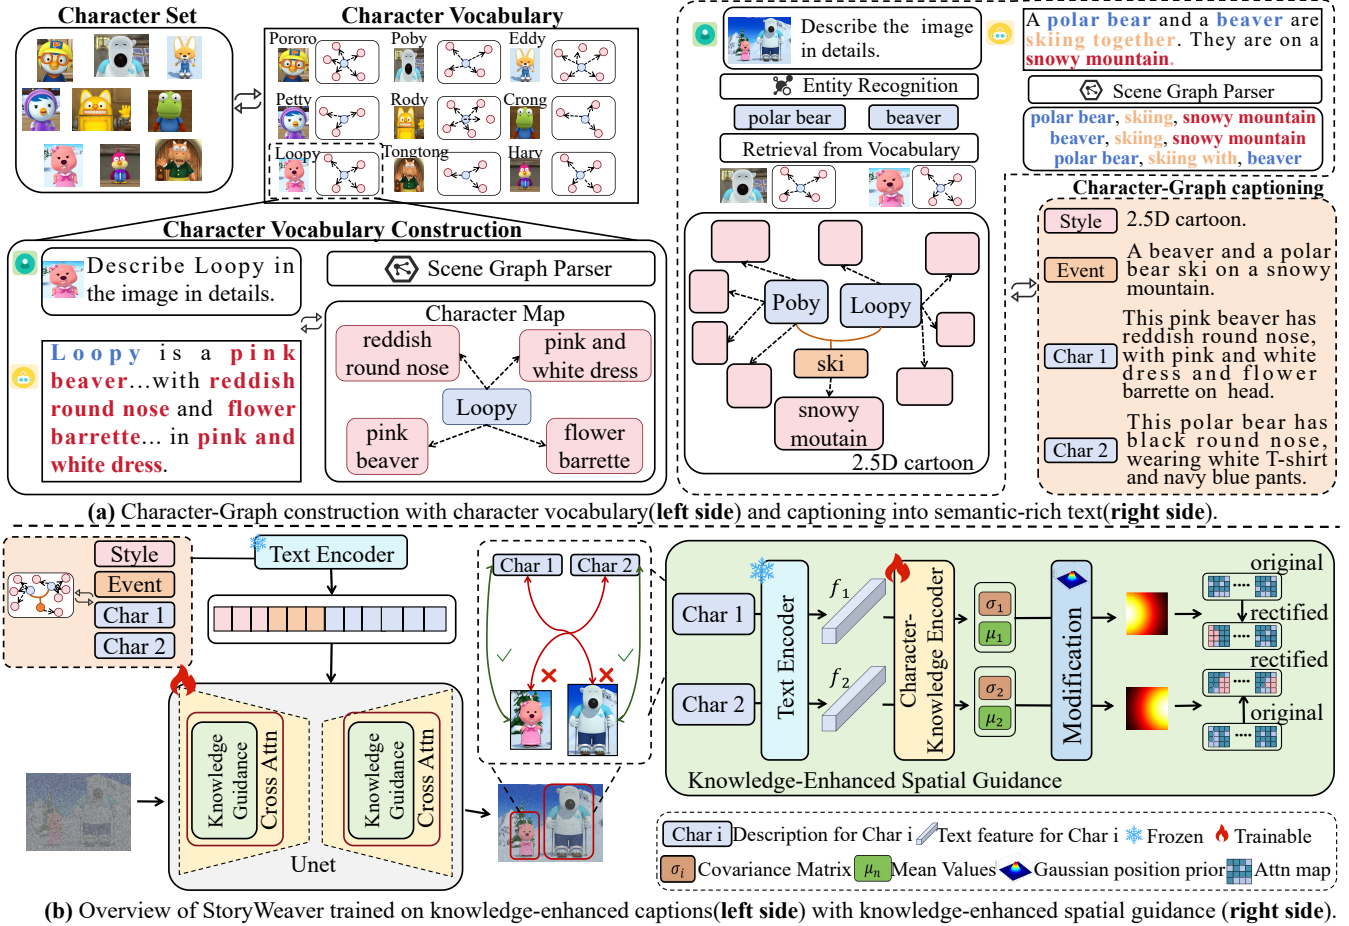 Character Set
Character Vocabulary
Pororo
Poby
Eddy
Petty
Rody
Crong
Loopy
Tongtong
Harv
Character Vocabulary Construction
Describe Loopy in
the image in details.
Scene Graph Parser
Loopy is a pink
beaver...with reddish
round nose and flower
barrette... in pink and
white dress.
Character Map
reddish
round nose
pink and
white dress
Loopy
pink
beaver
flower
barrette
Describe the image
in details.
Entity Recognition
polar bear
beaver
Retrieval from Vocabulary
Poby
Loopy
ski
snowy
moutain
2.5D cartoon
A polar bear and a beaver are
skiing together. They are on a
snowy mountain.
Scene Graph Parser
polar bear, skiing, snowy mountain
beaver, skiing, snowy mountain
polar bear, skiing with, beaver
Character-Graph captioning
Style
2.5D cartoon.
Event
A beaver and a polar
bear ski on a snowy
mountain.
Char 1
This pink beaver has
reddish round nose,
with pink and white
dress and flower
barrette on head.
Char 2
This polar bear has
black round nose,
wearing white T-shirt
and navy blue pants.
(a) Character-Graph construction with character vocabulary(left side) and captioning into semantic-rich text(right side).
Style
Event
Char 1
Char 2
Text Encoder
Knowledge
Guidance
Cross Attn
Knowledge
Guidance
Cross Attn
Unet
Char 1
Char 2
Char 1
Char 2
Text Encoder
f1
f2
Character-
Knowledge Encoder
σ1
μ1
σ2
μ2
Modification
original
rectified
rectified
original
Knowledge-Enhanced Spatial Guidance
Char i Description for Char i Text feature for Char i Frozen Trainable
σi Covariance Matrix μn Mean Values Gaussian position prior Attn map
(b) Overview of StoryWeaver trained on knowledge-enhanced captions(left side) with knowledge-enhanced spatial guidance (right side).